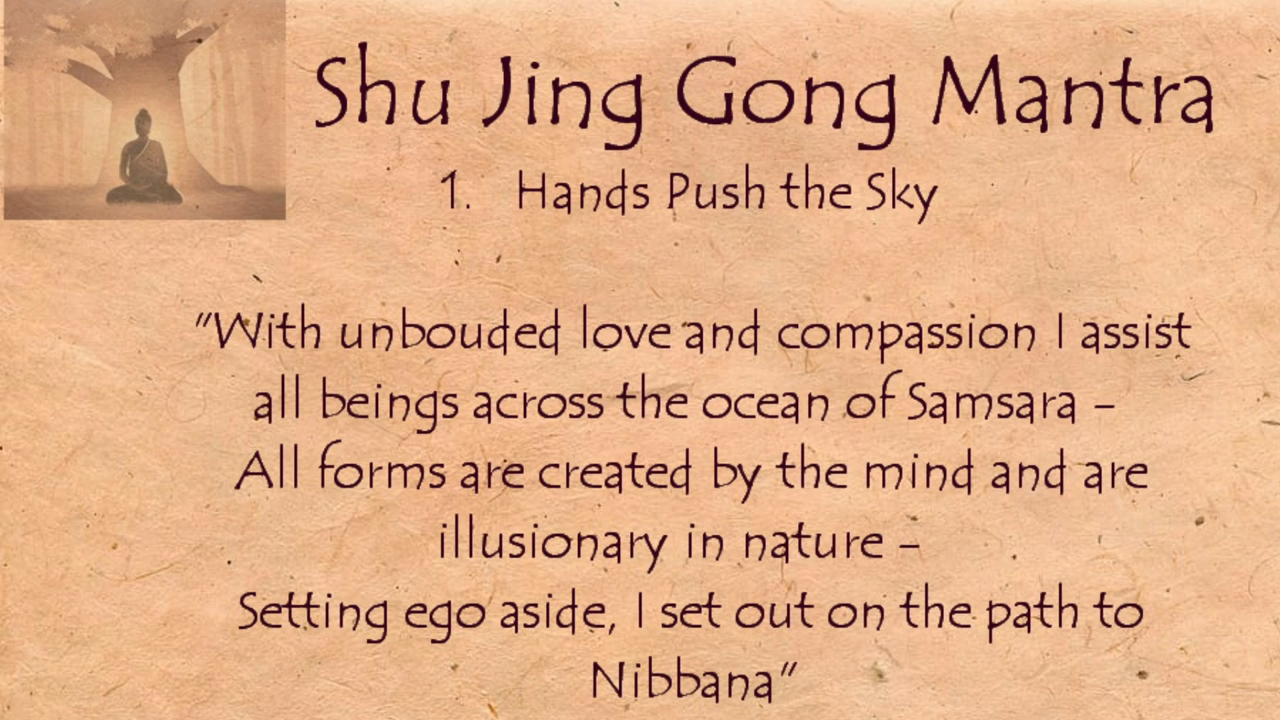 Shu Jing Gong Mantra
1. Hands Push the Sky
"With unbouded love and compassion I assist
all beings across the ocean of Samsara –
All forms are created by the mind and are
illusionary in nature –
Setting ego aside, I set out on the path to
Nibbana"